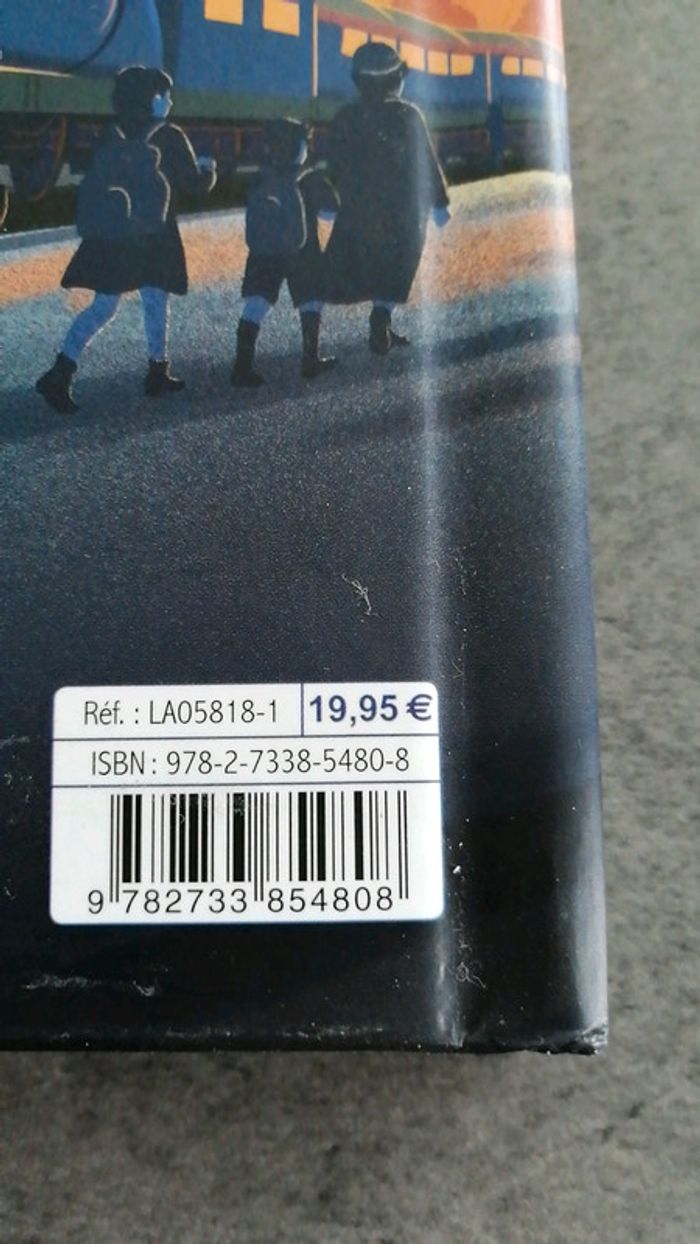 Réf. : LA05818-1 19,95 €
ISBN : 978-2-7338-5480-8
9 782733 854808